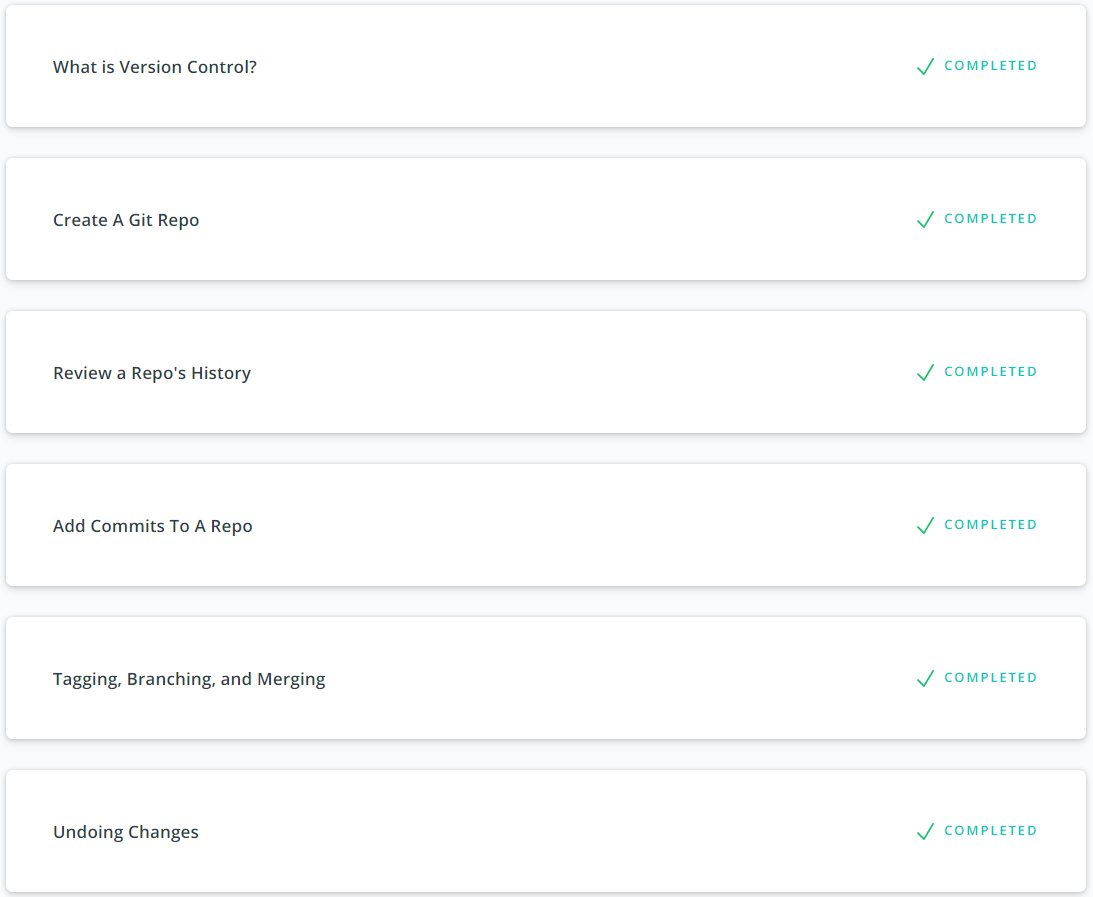 What is Version Control?
COMPLETED
Create A Git Repo
COMPLETED
Review a Repo's History
COMPLETED
Add Commits To A Repo
COMPLETED
Tagging, Branching, and Merging
COMPLETED
Undoing Changes
COMPLETED